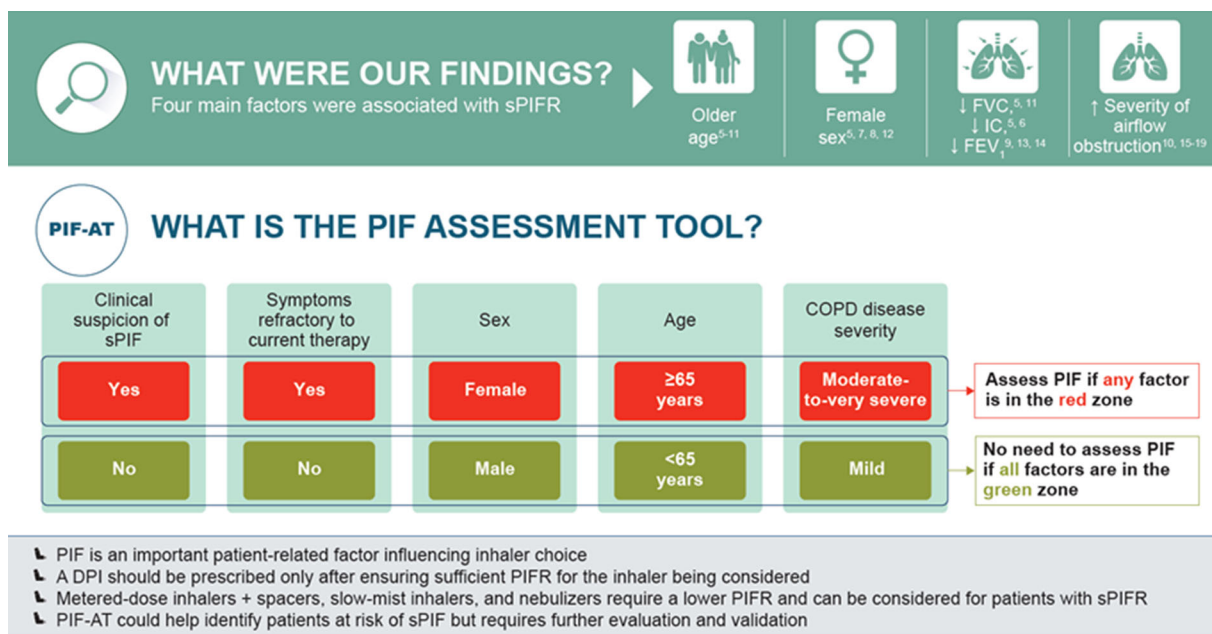 WHAT WERE OUR FINDINGS?
Four main factors were associated with sPIFR
Older
age5-11
Female
sex5, 7, 8, 12
↓ FVC,5, 11
↓ IC,5, 6
↓ FEV1 9, 13, 14
↑ Severity of
airflow
obstruction10, 15-19
PIF-AT
WHAT IS THE PIF ASSESSMENT TOOL?
Clinical
suspicion of
sPIF
Symptoms
refractory to
current therapy
Sex
Age
COPD disease
severity
Yes
Yes
Female
≥65
years
Moderate-
to-very severe
Assess PIF if any factor
is in the red zone
No
No
Male
<65
years
Mild
No need to assess PIF
if all factors are in the
green zone
PIF is an important patient-related factor influencing inhaler choice
A DPI should be prescribed only after ensuring sufficient PIFR for the inhaler being considered
Metered-dose inhalers + spacers, slow-mist inhalers, and nebulizers require a lower PIFR and can be considered for patients with sPIFR
PIF-AT could help identify patients at risk of sPIF but requires further evaluation and validation